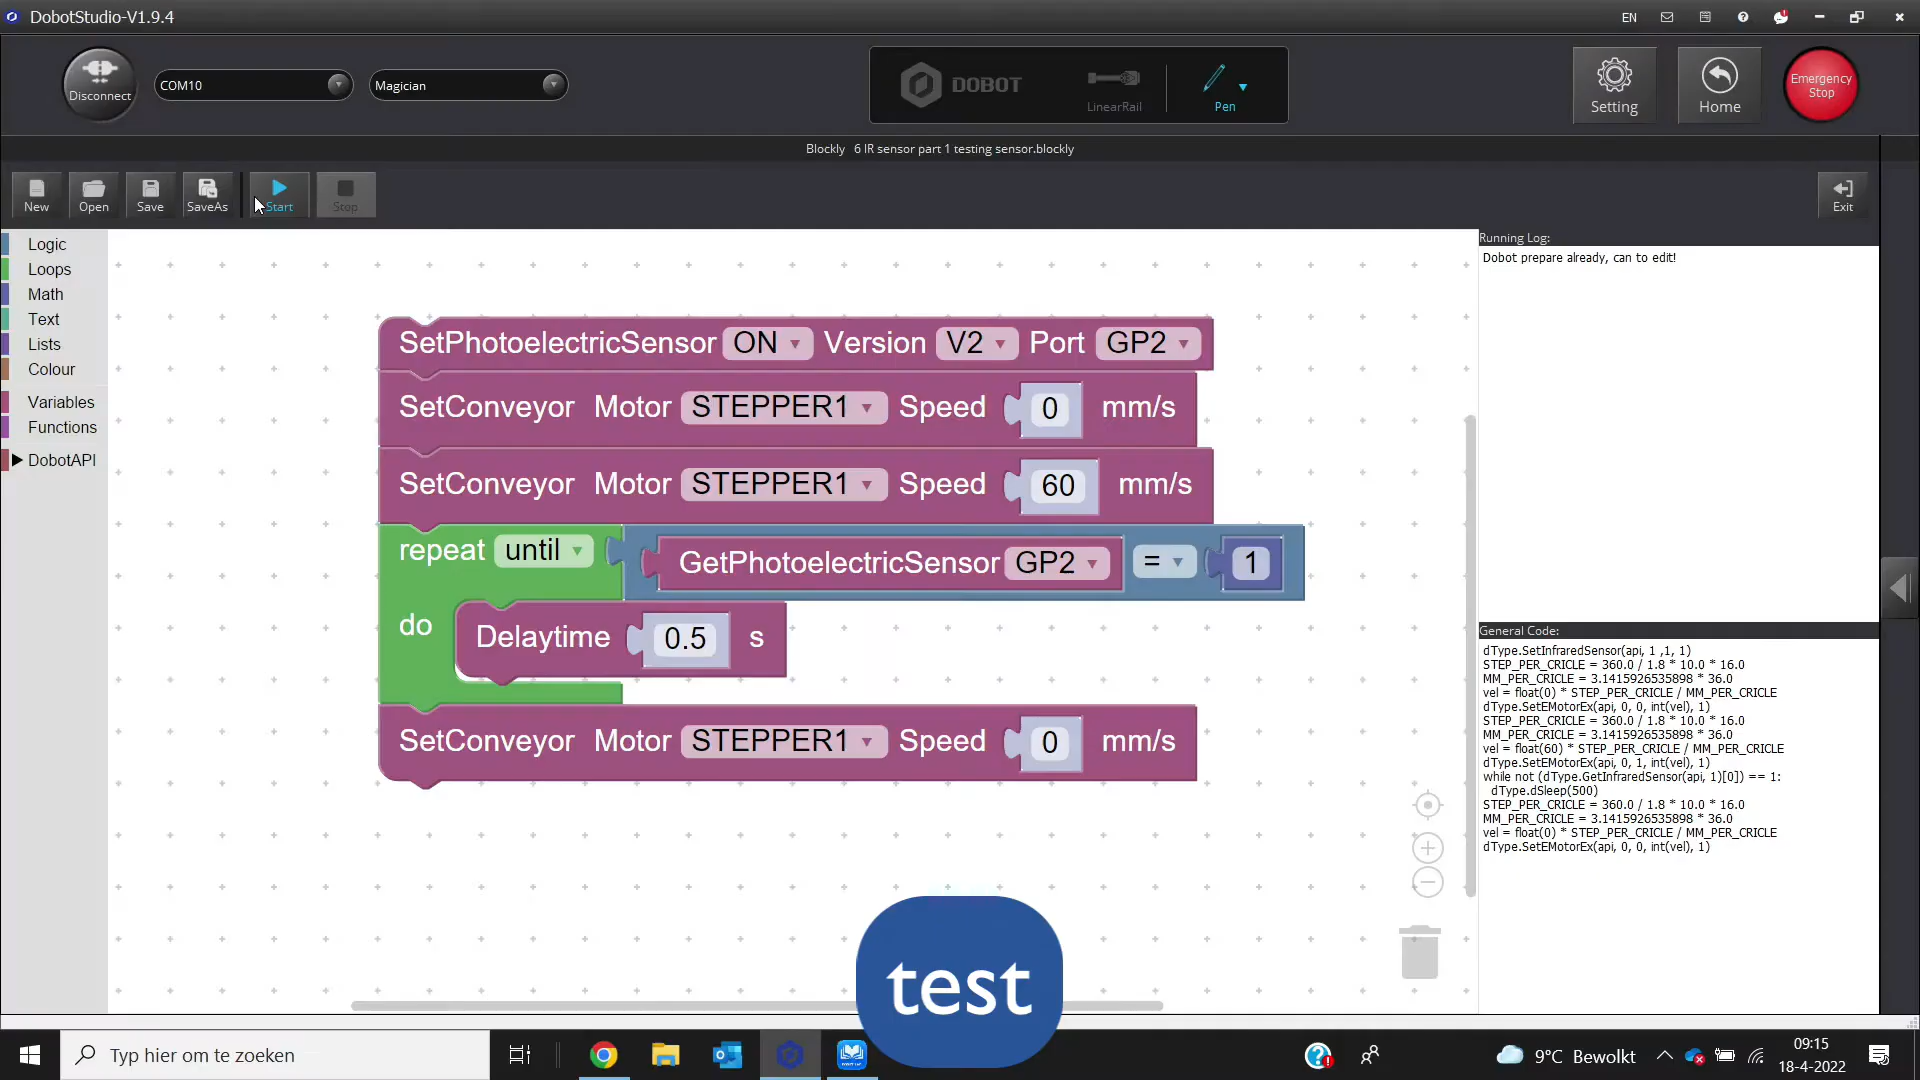 DobotStudio-V1.9.4
EN
Disconnect
COM10
Magician
DOBOT
LinearRail
Pen
Setting
Home
Emergency
Stop
Blockly 6 IR sensor part 1 testing sensor.blockly
New
Open
Save
SaveAs
Start
Stop
Exit
Logic
Loops
Math
Text
Lists
Colour
Variables
Functions
DobotAPI
SetPhotoelectricSensor ON Version V2 Port GP2
SetConveyor Motor STEPPER1 Speed 0 mm/s
SetConveyor Motor STEPPER1 Speed 60 mm/s
repeat until GetPhotoelectricSensor GP2 = 1
do Delaytime 0.5 s
SetConveyor Motor STEPPER1 Speed 0 mm/s
Running Log:
Dobot prepare already, can to edit!
General Code:
dType.SetInfraredSensor(api, 1 ,1, 1)
STEP_PER_CRICLE = 360.0 / 1.8 * 10.0 * 16.0
MM_PER_CRICLE = 3.1415926535898 * 36.0
vel = float(0) * STEP_PER_CRICLE / MM_PER_CRICLE
dType.SetEMotorEx(api, 0, 0, int(vel), 1)
STEP_PER_CRICLE = 360.0 / 1.8 * 10.0 * 16.0
MM_PER_CRICLE = 3.1415926535898 * 36.0
vel = float(60) * STEP_PER_CRICLE / MM_PER_CRICLE
dType.SetEMotorEx(api, 0, 1, int(vel), 1)
while not (dType.GetInfraredSensor(api, 1)[0]) == 1:
dType.dSleep(500)
STEP_PER_CRICLE = 360.0 / 1.8 * 10.0 * 16.0
MM_PER_CRICLE = 3.1415926535898 * 36.0
vel = float(0) * STEP_PER_CRICLE / MM_PER_CRICLE
dType.SetEMotorEx(api, 0, 0, int(vel), 1)
test
Typ hier om te zoeken
9°C Bewolkt
09:15
18-4-2022